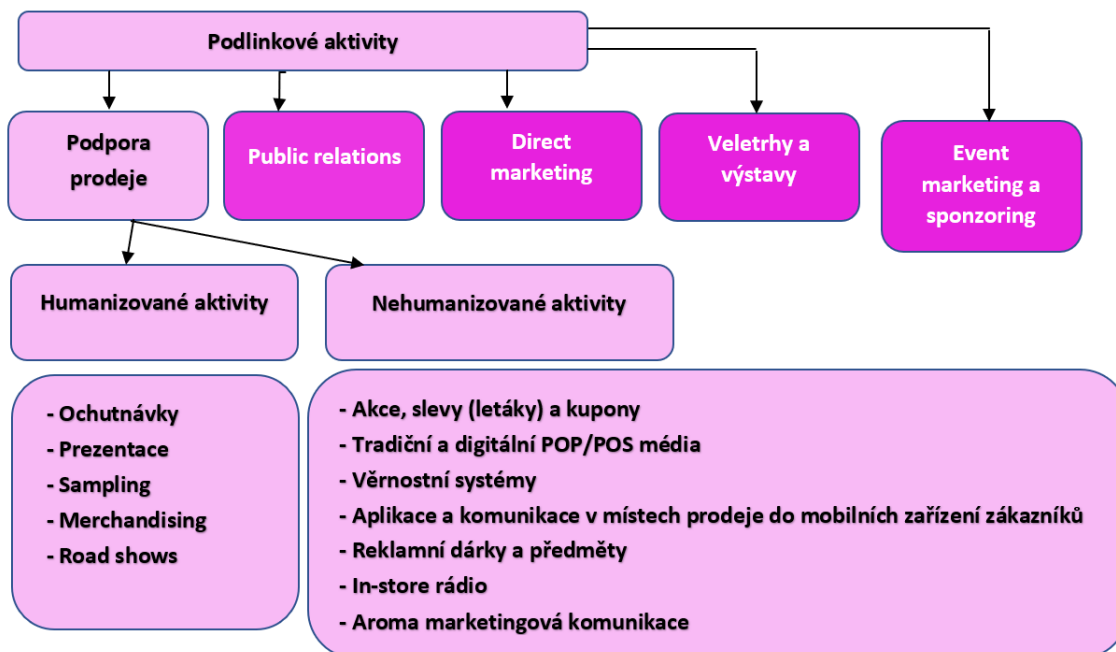 Podlinkové aktivity
Podpora
prodeje
Public relations
Direct
marketing
Veletrhy a
výstavy
Event
marketing a
sponzoring
Humanizované aktivity
Nehumanizované aktivity
- Ochutnávky
- Prezentace
- Sampling
- Merchandising
- Road shows
- Akce, slevy (letáky) a kupony
- Tradiční a digitální POP/POS média
- Věrnostní systémy
- Aplikace a komunikace v místech prodeje do mobilních zařízení zákazníků
- Reklamní dárky a předměty
- In-store rádio
- Aroma marketingová komunikace